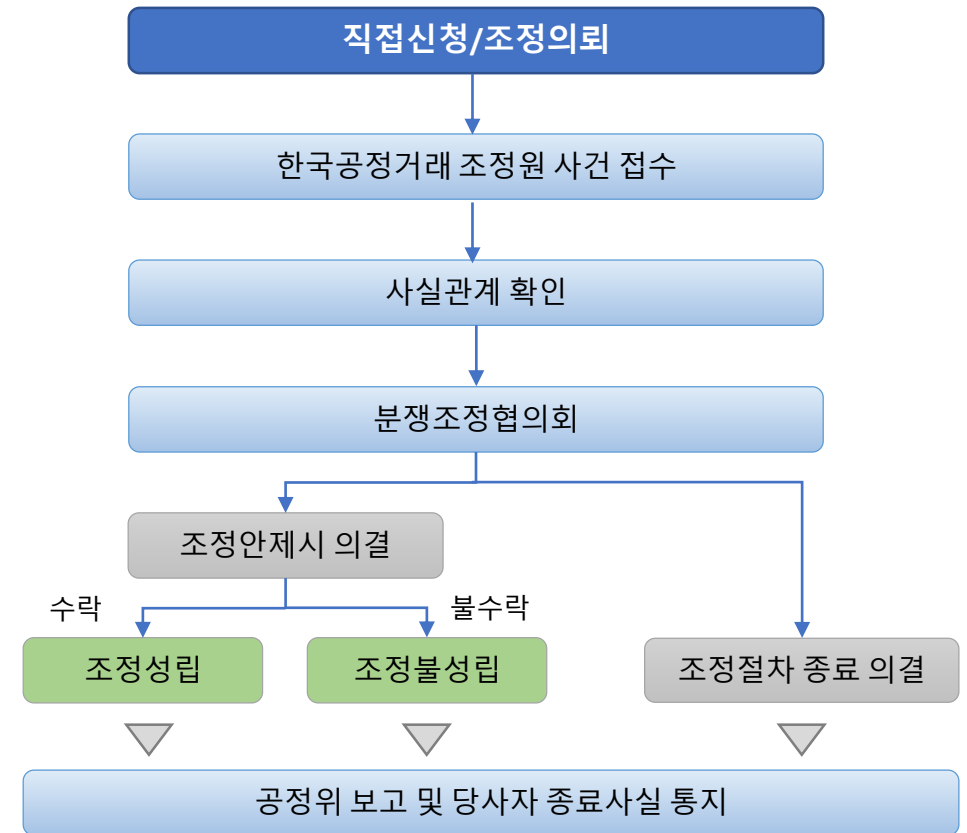 직접신청/조정의뢰
한국공정거래 조정원 사건 접수
사실관계 확인
분쟁조정협의회
조정안제시 의결
수락
불수락
조정성립
조정불성립
조정절차 종료 의결
공정위 보고 및 당사자 종료사실 통지